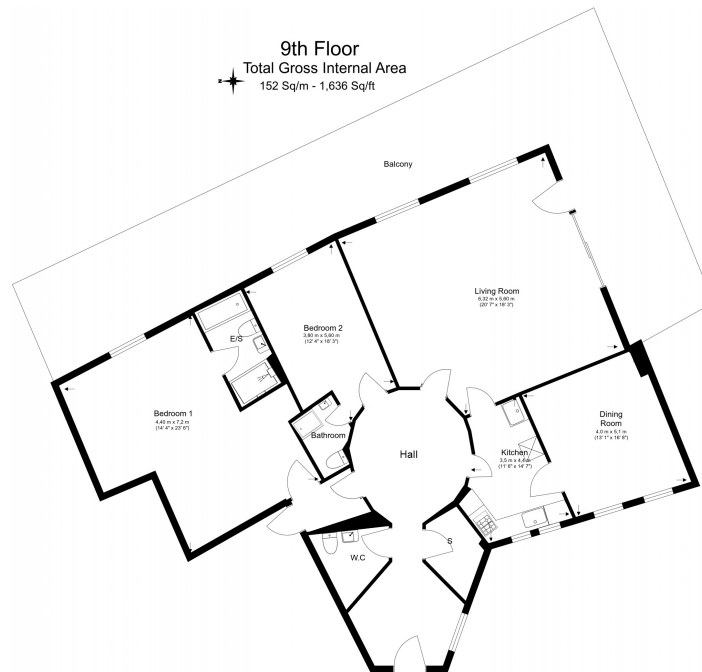 9th Floor
Total Gross Internal Area
152 Sq/m - 1,636 Sq/ft
Balcony
Living Room
6,32 m x 5,60 m
(20' 7" x 18' 3")
Bedroom 2
3,80 m x 5,60 m
(12' 4" x 18' 3")
E/S
Bedroom 1
4,40 m x 7,2 m
(14' 4" x 23' 6")
Dining
Room
4.0 m x 5,1 m
(13' 1" x 16' 8")
Bathroom
Hall
Kitchen
3,5 m x 4,4 m
(11' 6" x 14' 7")
S
W.C